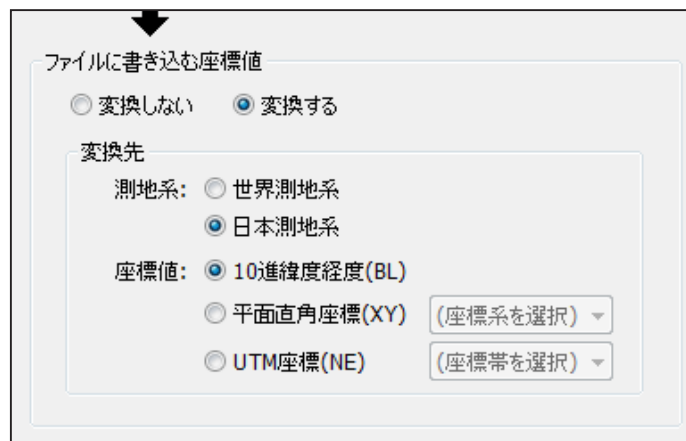 ファイルに書き込む座標値
変換しない 変換する
変換先
測地系: 世界測地系
日本測地系
座標値: 10進緯度経度(BL)
平面直角座標(XY) (座標系を選択)
UTM座標(NE) (座標帯を選択)